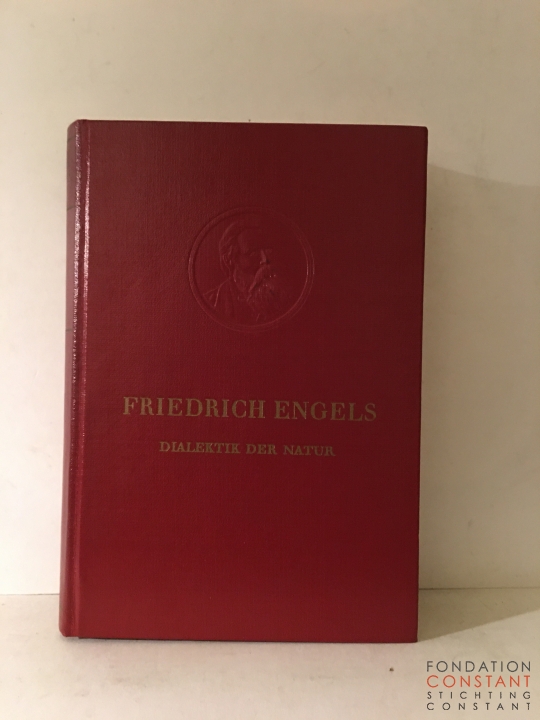 FRIEDRICH ENGELS
DIALEKTIK DER NATUR
FONDATION
CONSTANT
STICHTING
CONSTANT